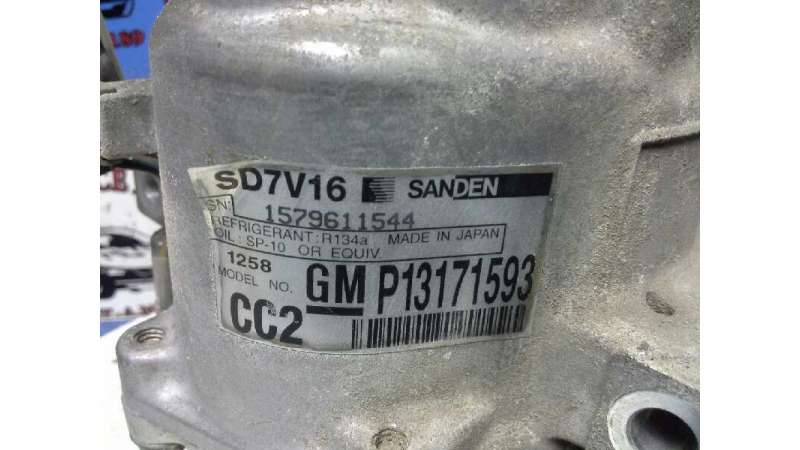 SD7V16 SANDEN
SN: 1579611544
REFRIGERANT : R134a MADE IN JAPAN
OIL : SP-10 OR EQUIV
1258
MODEL NO.
GM P13171593
CC2